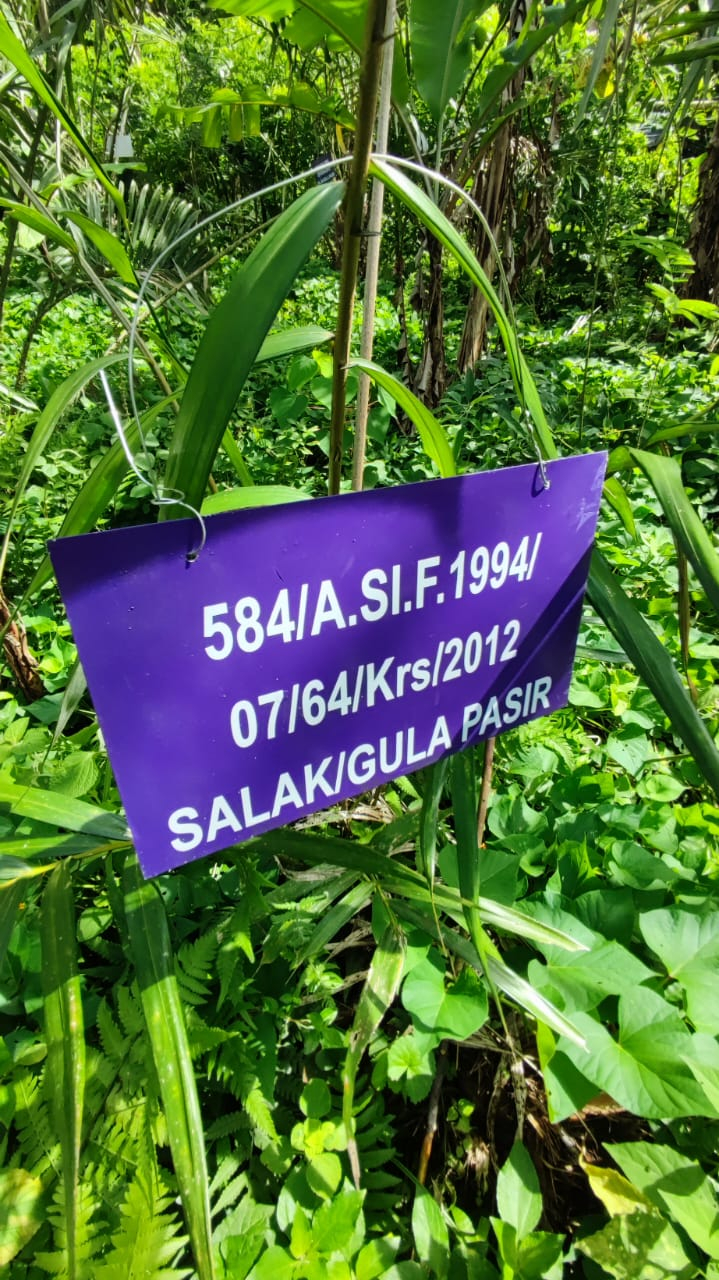 584/A.SI.F.1994/
07/64/Krs/2012
SALAK/GULA PASIR